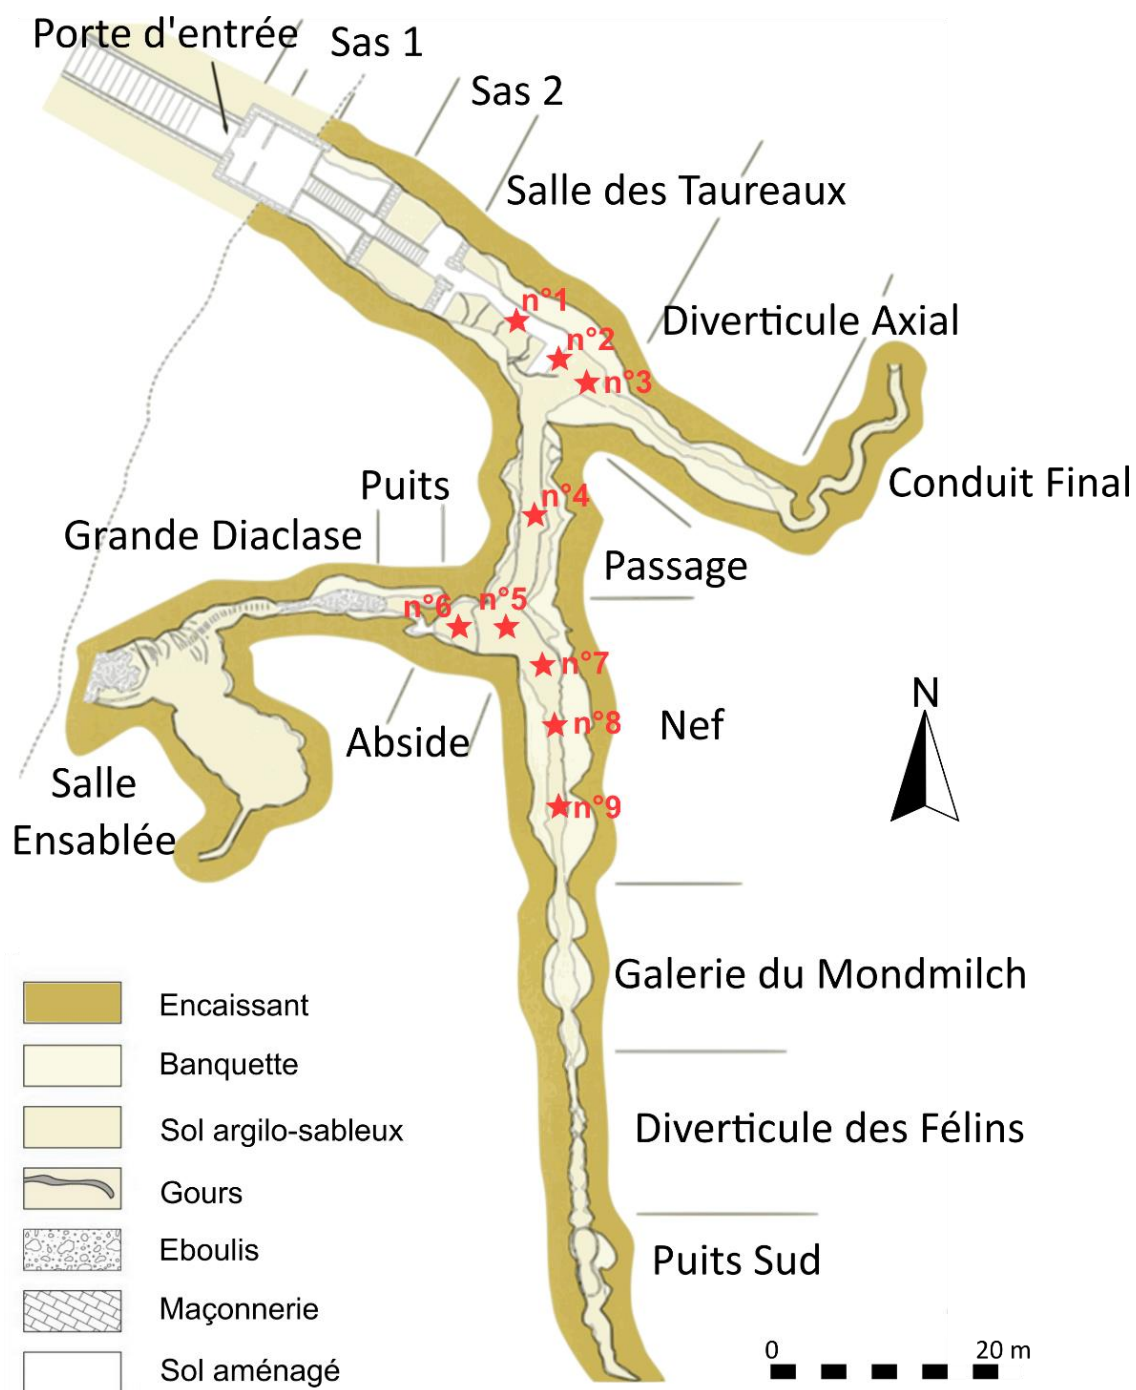 Porte d'entrée
Sas 1
Sas 2
Salle des Taureaux
n°1
Diverticule Axial
n°2
n°3
Puits
Conduit Final
n°4
Grande Diaclase
Passage
n°6
n°5
n°7
N
n°8
Nef
Abside
Salle
Ensablée
n°9
Galerie du Mondmilch
Encaissant
Banquette
Sol argilo-sableux
Diverticule des Félins
Gours
Eboulis
Puits Sud
Maçonnerie
Sol aménagé
0
20 m